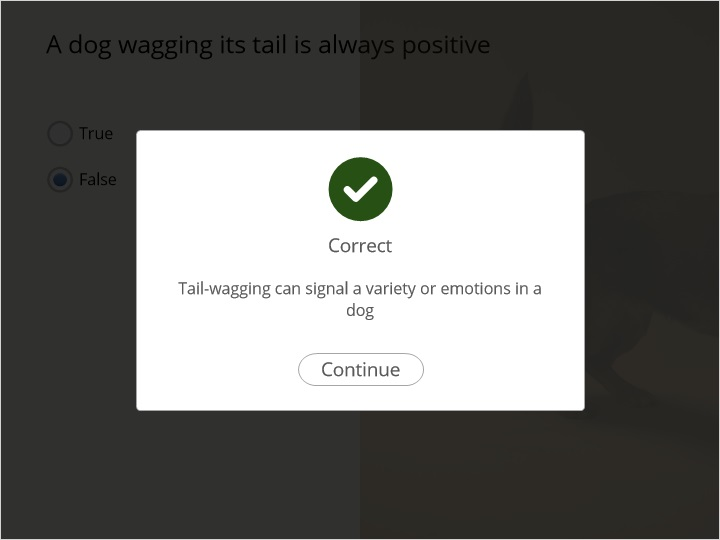 A dog wagging its tail is always positive
True
False
Correct
Tail-wagging can signal a variety or emotions in a
dog
Continue